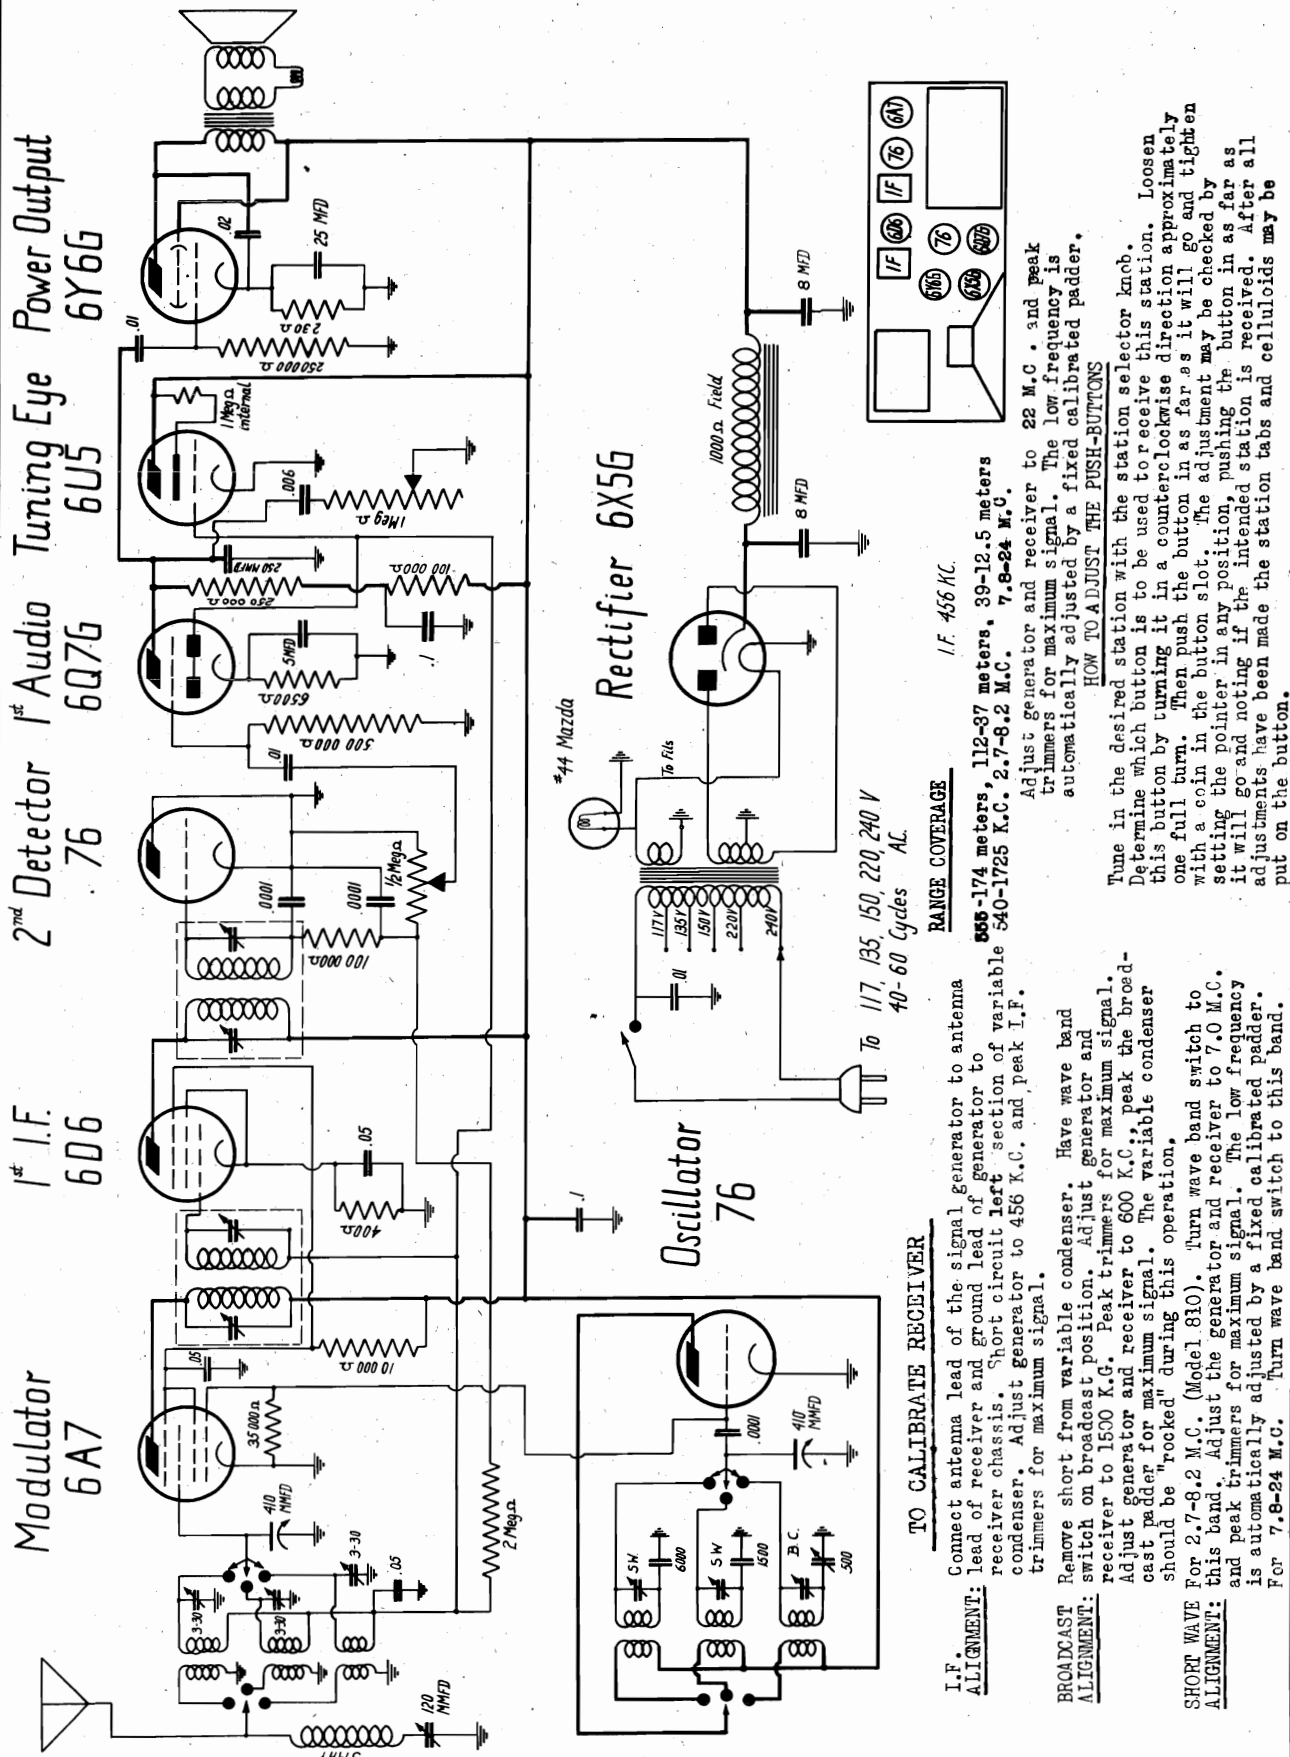 Modulator
6A7
1st I.F.
6D6
2nd Detector
76
1st Audio
6Q7G
Tuning Eye
6U5
Power Output
6Y6G
120 MMFD
3-30
3-30
3-30
.05
410 MMFD
35000Ω
.05
10 000Ω
2 Meg.Ω
400Ω
.05
100 000Ω
.0001
.0001
1/2 Meg.Ω
.01
500 000Ω
6500Ω
5MFD
.1
250 000Ω
250 MMFD
100 000Ω
.006
1 Meg Ω
1 Meg Ω internal
.01
250000Ω
230Ω
25 MFD
.02
.1
Oscillator
76
S.W.
6000
S W
1500
B.C.
500
.0001
410 MMFD
#44 Mazda
Rectifier 6X5G
To Fils
117V
135V
150V
220V
240V
.01
To 117, 135, 150, 220, 240 V
40-60 Cycles AC.
1000Ω Field
8 MFD
8 MFD
IF
6D6
IF
76
6A7
6Y6G
76
6X5G
6Q7G
I.F. 456 KC.
RANGE COVERAGE
555-174 meters, 112-37 meters, 39-12.5 meters
540-1725 K.C. 2.7-8.2 M.C. 7.8-24 M.C.
TO CALIBRATE RECEIVER
I.F. ALIGNMENT: Connect antenna lead of the signal generator to antenna
lead of receiver and ground lead of generator to
receiver chassis. Short circuit left section of variable
condenser. Adjust generator to 456 K.C. and peak I.F.
trimmers for maximum signal.
BROADCAST ALIGNMENT: Remove short from variable condenser. Have wave band
switch on broadcast position. Adjust generator and
receiver to 1500 K.G. Peak trimmers for maximum signal.
Adjust generator and receiver to 600 K.C., peak the broad-
cast padder for maximum signal. The variable condenser
should be "rocked" during this operation.
SHORT WAVE ALIGNMENT: For 2.7-8.2 M.C. (Model 810). Turn wave band switch to
this band. Adjust the generator and receiver to 7.0 M.C.
and peak trimmers for maximum signal. The low frequency
is automatically adjusted by a fixed calibrated padder.
For 7.8-24 M.C. Turn wave band switch to this band.
Adjust generator and receiver to 22 M.C. and peak
trimmers for maximum signal. The low frequency is
automatically adjusted by a fixed calibrated padder.
HOW TO ADJUST THE PUSH-BUTTONS
Tune in the desired station with the station selector knob.
Determine which button is to be used to receive this station. Loosen
this button by turning it in a counterclockwise direction approximately
one full turn. Then push the button in as far as it will go and tighten
with a coin in the button slot. The adjustment may be checked by
setting the pointer in any position, pushing the button in as far as
it will go and noting if the intended station is received. After all
adjustments have been made the station tabs and celluloids may be
put on the button.